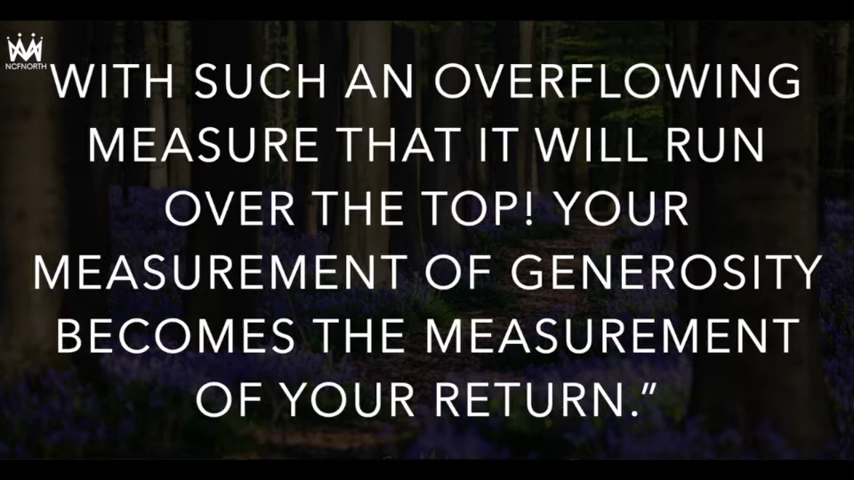 NCFNORTH
WITH SUCH AN OVERFLOWING
MEASURE THAT IT WILL RUN
OVER THE TOP! YOUR
MEASUREMENT OF GENEROSITY
BECOMES THE MEASUREMENT
OF YOUR RETURN.”